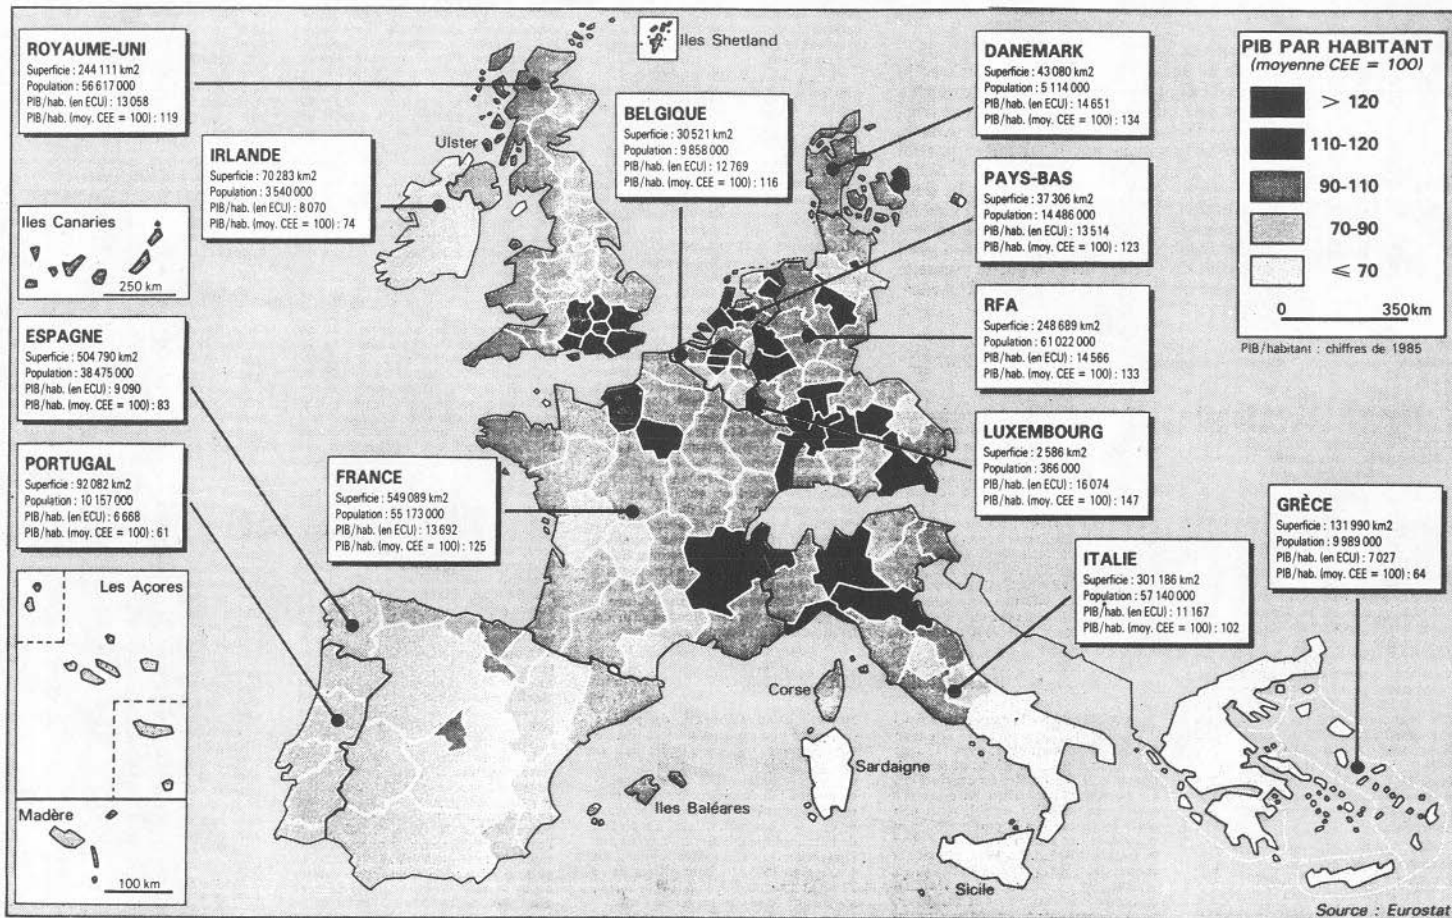 ROYAUME-UNI
Superficie : 244 111 km2
Population : 56 617 000
PIB/hab. (en ECU) : 13 058
PIB/hab. (moy. CEE = 100) : 119
Iles Shetland
DANEMARK
Superficie : 43 080 km2
Population : 5 114 000
PIB/hab. (en ECU) : 14 651
PIB/hab. (moy. CEE = 100) : 134
PIB PAR HABITANT
(moyenne CEE = 100)
> 120
110-120
90-110
70-90
⩽ 70
0 350km
PIB/habitant : chiffres de 1985
BELGIQUE
Superficie : 30 521 km2
Population : 9 858 000
PIB/hab. (en ECU) : 12 769
PIB/hab. (moy. CEE = 100) : 116
Ulster
IRLANDE
Superficie : 70 283 km2
Population : 3 540 000
PIB/hab. (en ECU) : 8 070
PIB/hab. (moy. CEE = 100) : 74
PAYS-BAS
Superficie : 37 306 km2
Population : 14 486 000
PIB/hab. (en ECU) : 13 514
PIB/hab. (moy. CEE = 100) : 123
Iles Canaries
250 km
RFA
Superficie : 248 689 km2
Population : 61 022 000
PIB/hab. (en ECU) : 14 566
PIB/hab. (moy. CEE = 100) : 133
ESPAGNE
Superficie : 504 790 km2
Population : 38 475 000
PIB/hab. (en ECU) : 9 090
PIB/hab. (moy. CEE = 100) : 83
LUXEMBOURG
Superficie : 2 586 km2
Population : 366 000
PIB/hab. (en ECU) : 16 074
PIB/hab. (moy. CEE = 100) : 147
PORTUGAL
Superficie : 92 082 km2
Population : 10 157 000
PIB/hab. (en ECU) : 6 668
PIB/hab. (moy. CEE = 100) : 61
FRANCE
Superficie : 549 089 km2
Population : 55 173 000
PIB/hab. (en ECU) : 13 692
PIB/hab. (moy. CEE = 100) : 125
GRÈCE
Superficie : 131 990 km2
Population : 9 989 000
PIB/hab. (en ECU) : 7 027
PIB/hab. (moy. CEE = 100) : 64
ITALIE
Superficie : 301 186 km2
Population : 57 140 000
PIB/hab. (en ECU) : 11 167
PIB/hab. (moy. CEE = 100) : 102
Les Açores
Corse
Sardaigne
Iles Baléares
Madère
100 km
Sicile
Source : Eurostat